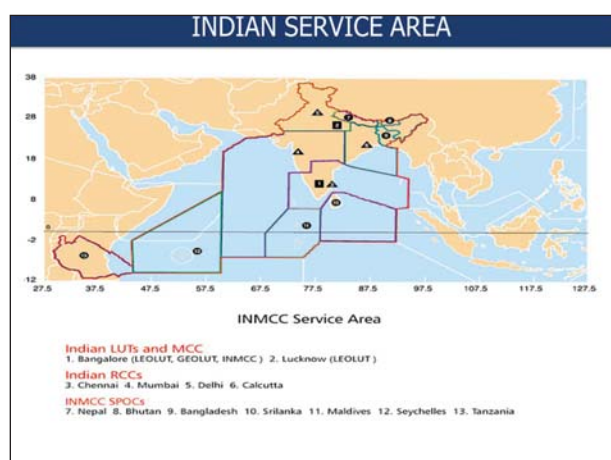 INDIAN SERVICE AREA
38
28
18
8
0
-2
-12
27.5 37.5 47.5 57.5 67.5 77.5 87.5 97.5 107.5 117.5 127.5
INMCC Service Area
Indian LUTs and MCC
1. Bangalore (LEOLUT, GEOLUT, INMCC ) 2. Lucknow (LEOLUT )
Indian RCCs
3. Chennai 4. Mumbai 5. Delhi 6. Calcutta
INMCC SPOCs
7. Nepal 8. Bhutan 9. Bangladesh 10. Srilanka 11. Maldives 12. Seychelles 13. Tanzania